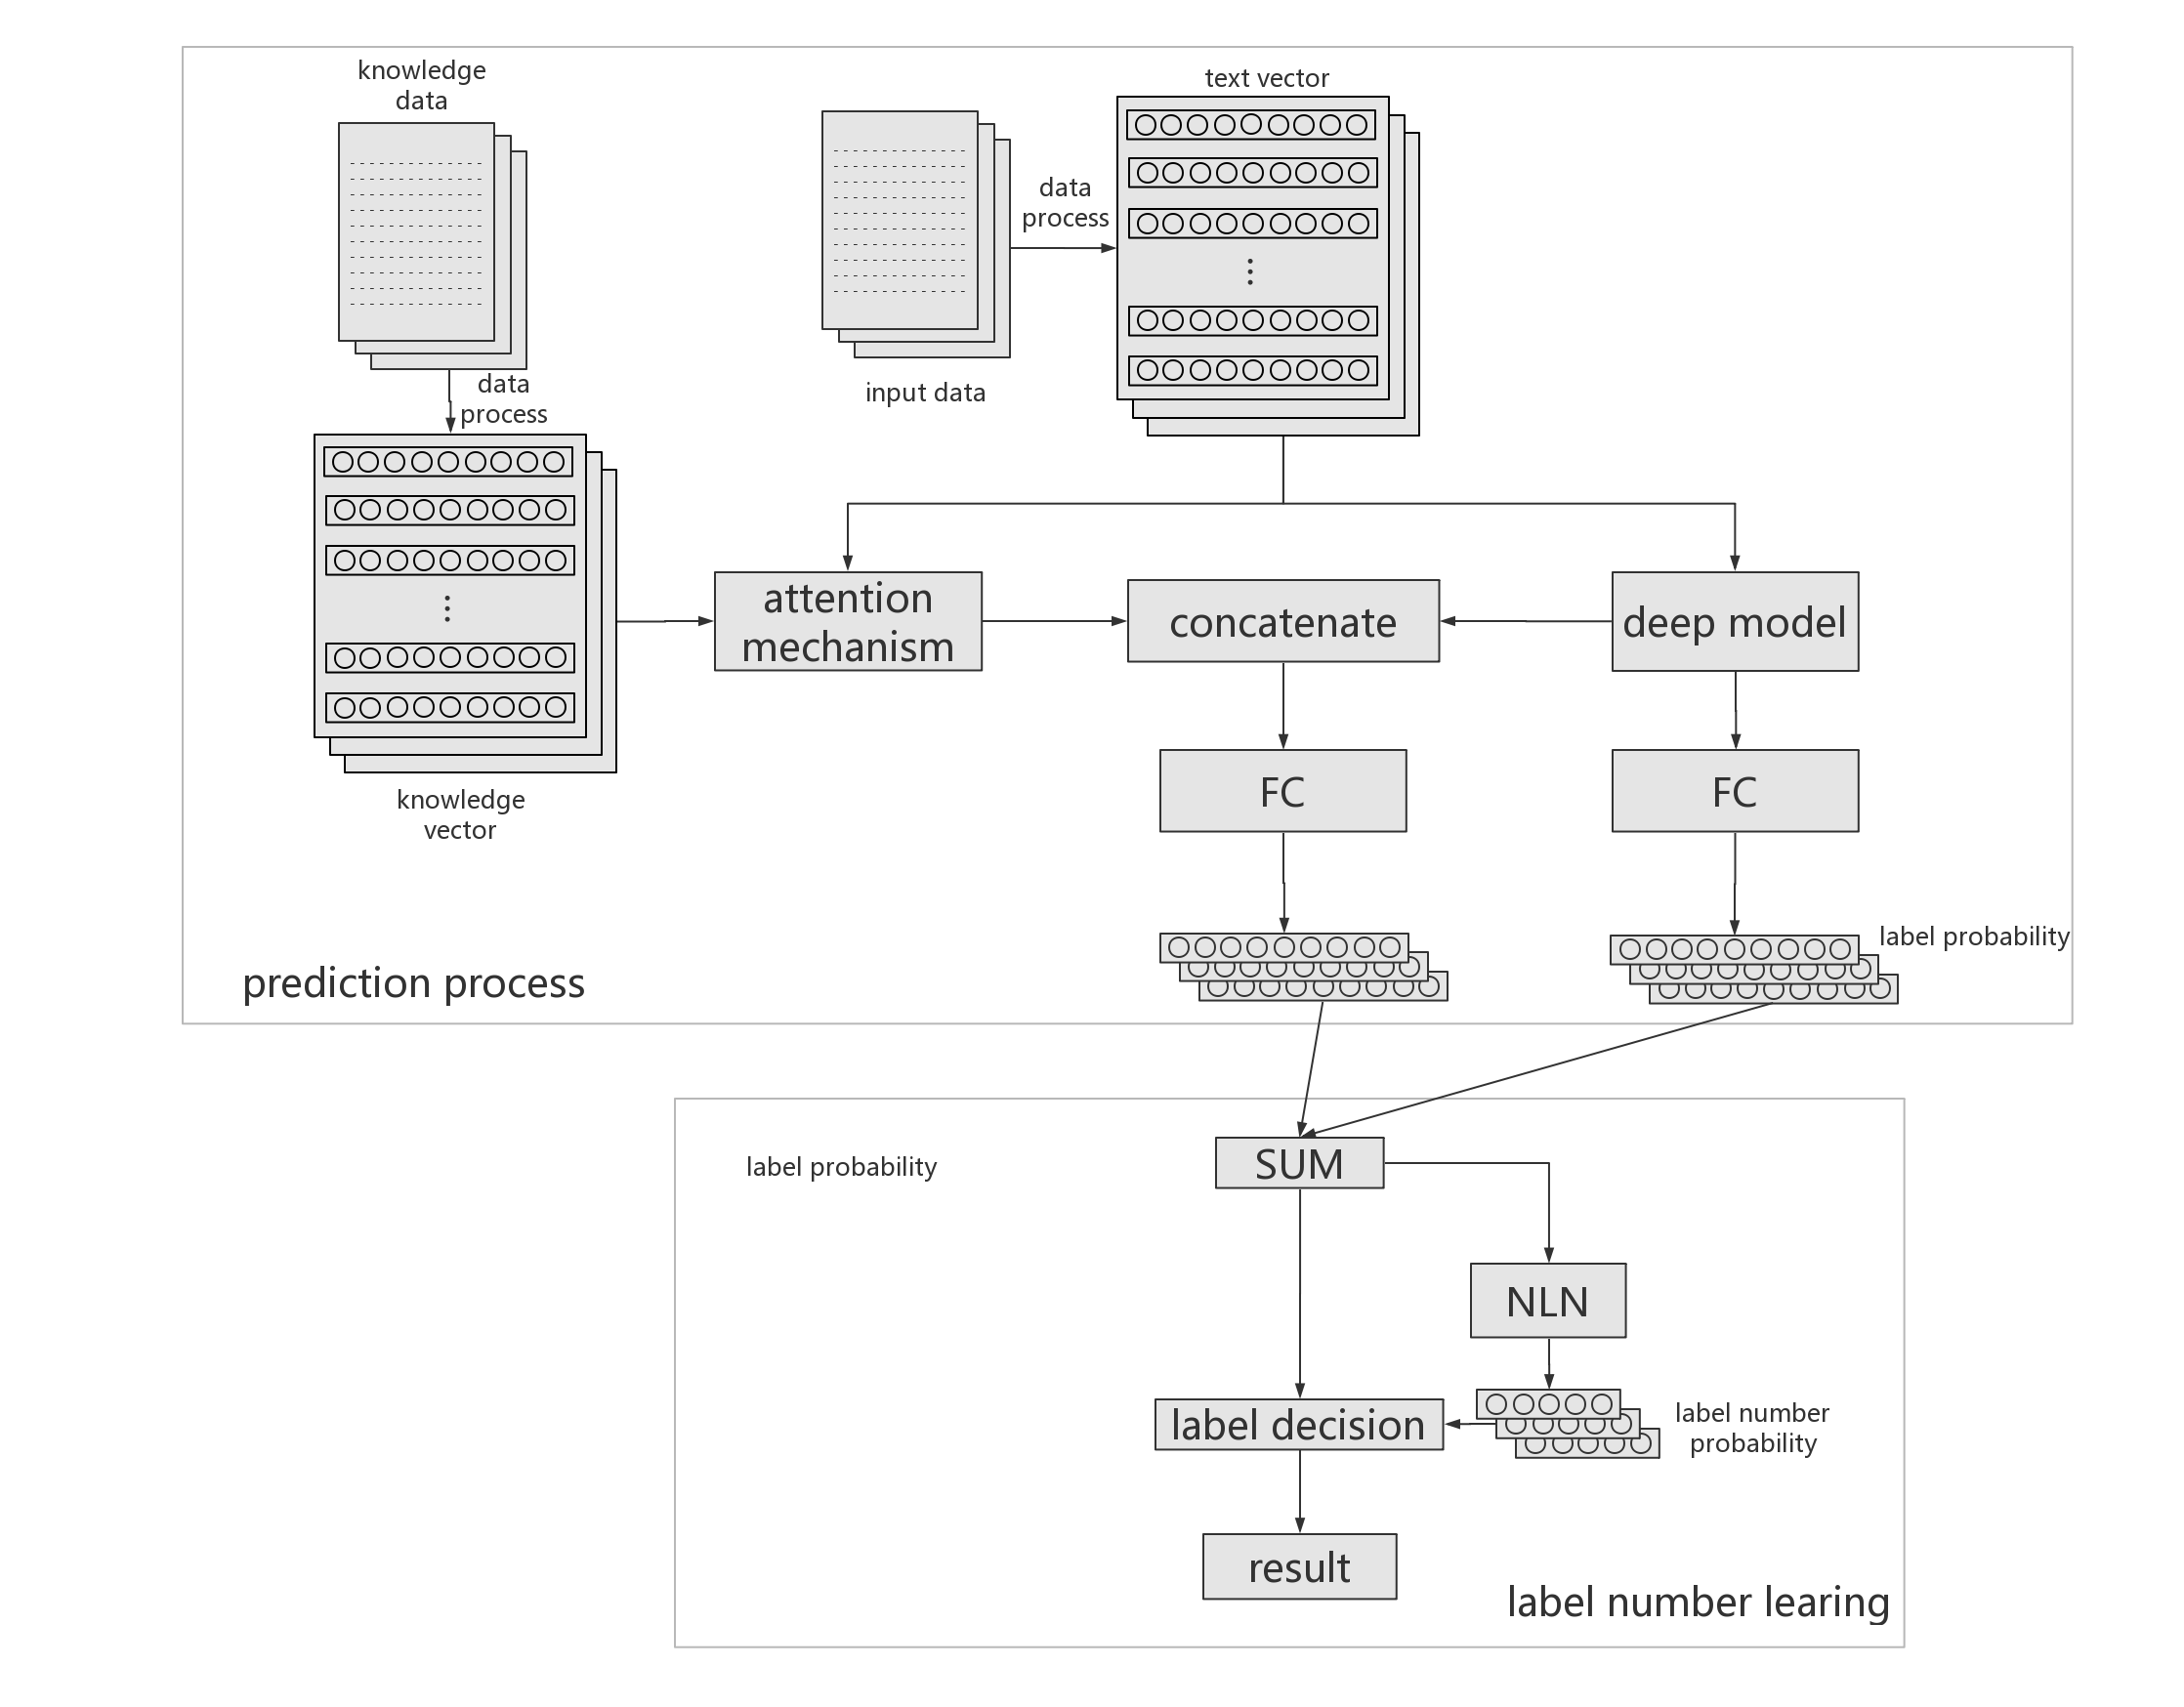 knowledge
data
text vector
data
process
input data
data
process
attention
mechanism
concatenate
deep model
knowledge
vector
FC
FC
label probability
prediction process
label probability
SUM
NLN
label decision
label number
probability
result
label number learing